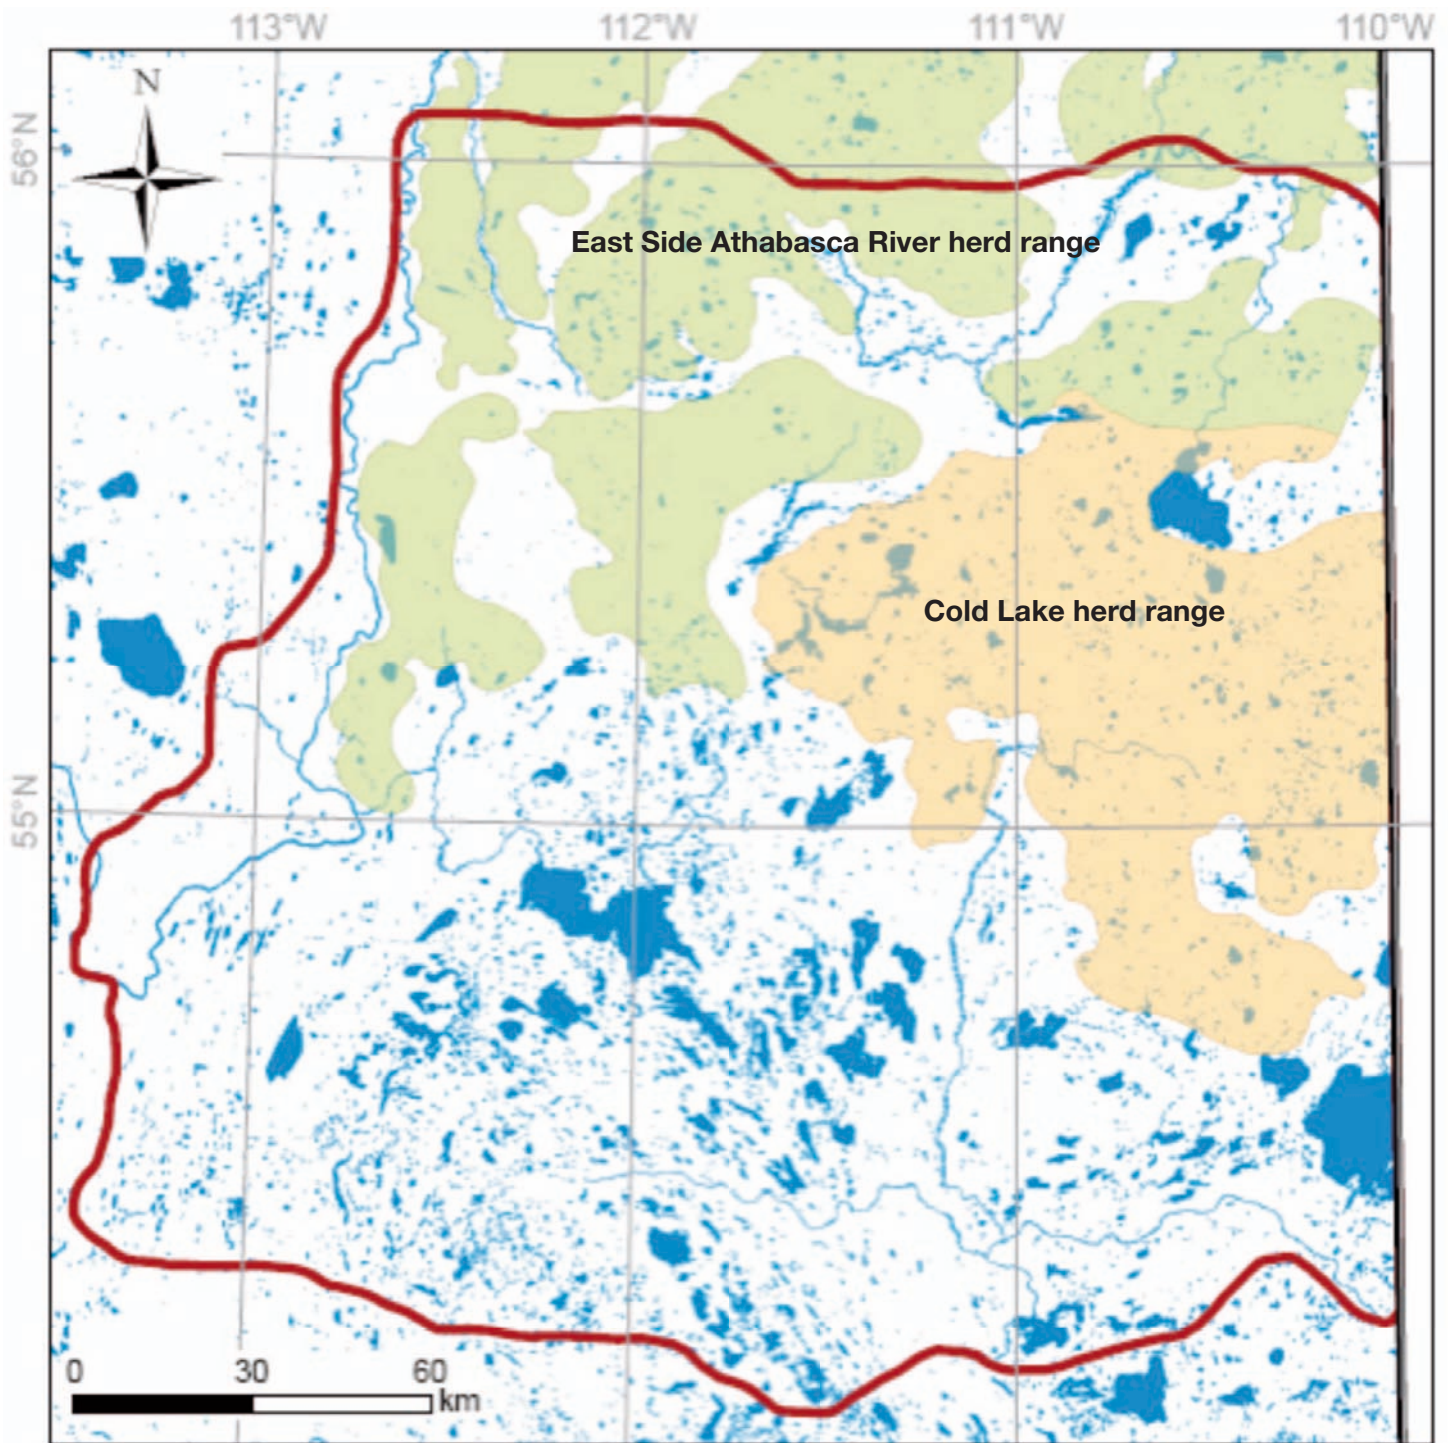 113°W 112°W 111°W 110°W
N
56°N
East Side Athabasca River herd range
Cold Lake herd range
55°N
0 30 60
km